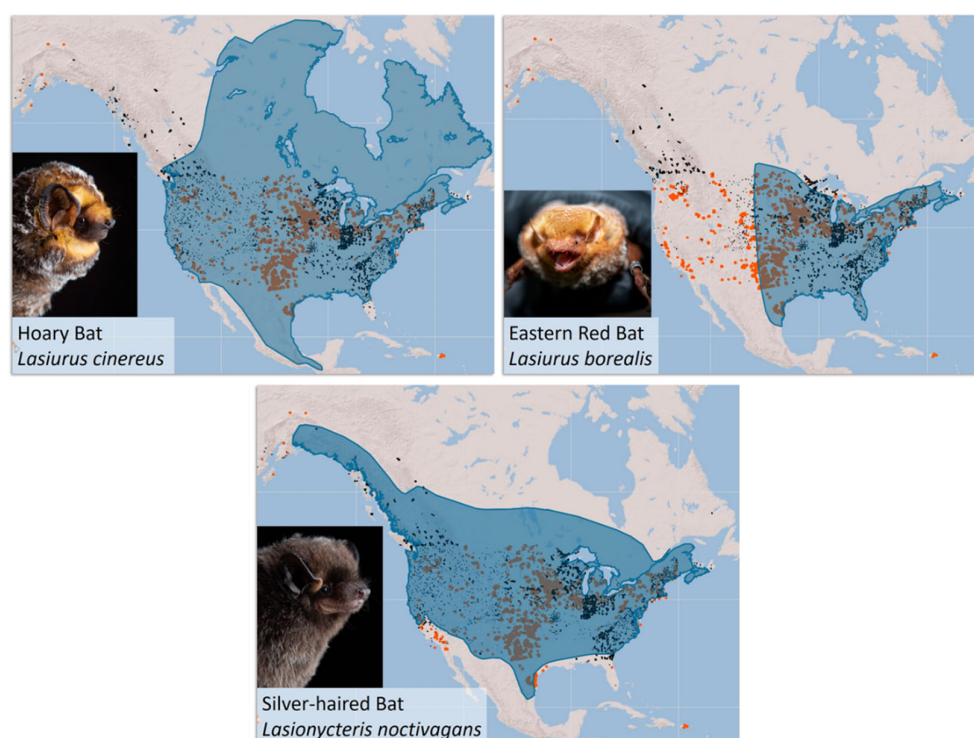 Hoary Bat
Lasiurus cinereus
Eastern Red Bat
Lasiurus borealis
Silver-haired Bat
Lasionycteris noctivagans